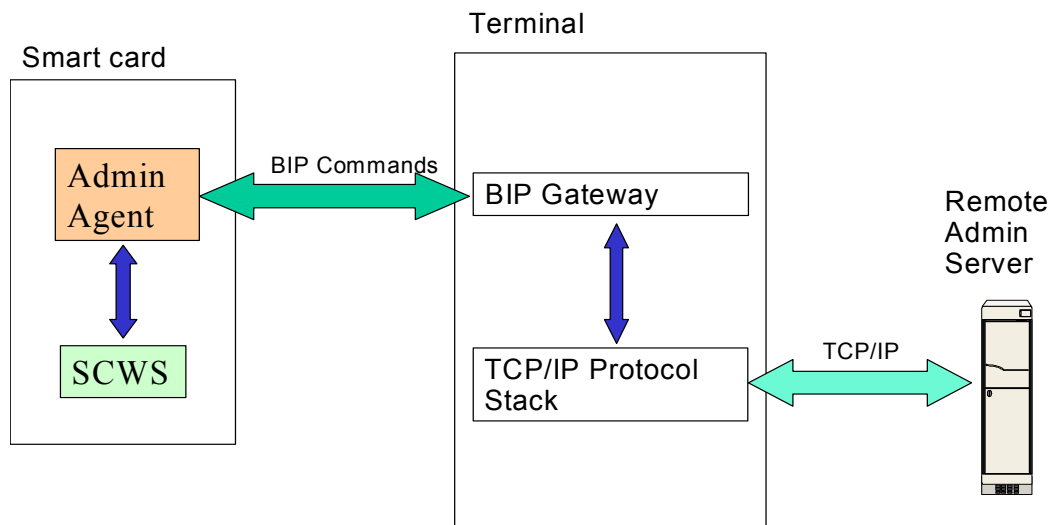 Terminal
Smart card
Admin
Agent
BIP Commands
BIP Gateway
Remote
Admin
Server
SCWS
TCP/IP Protocol
Stack
TCP/IP